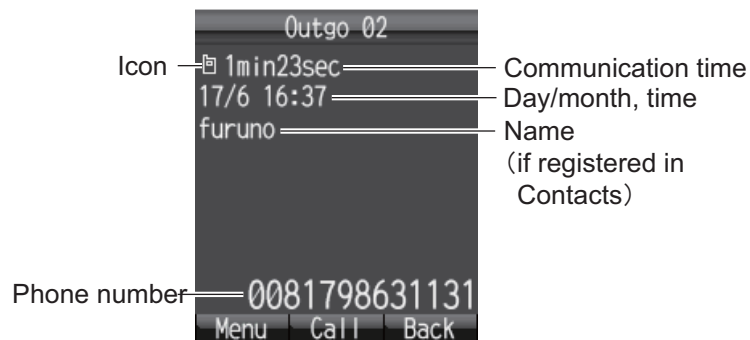 Outgo 02
Icon
1min23sec
Communication time
17/6 16:37
Day/month, time
furuno
Name
(if registered in
Contacts)
Phone number
0081798631131
Menu Call Back